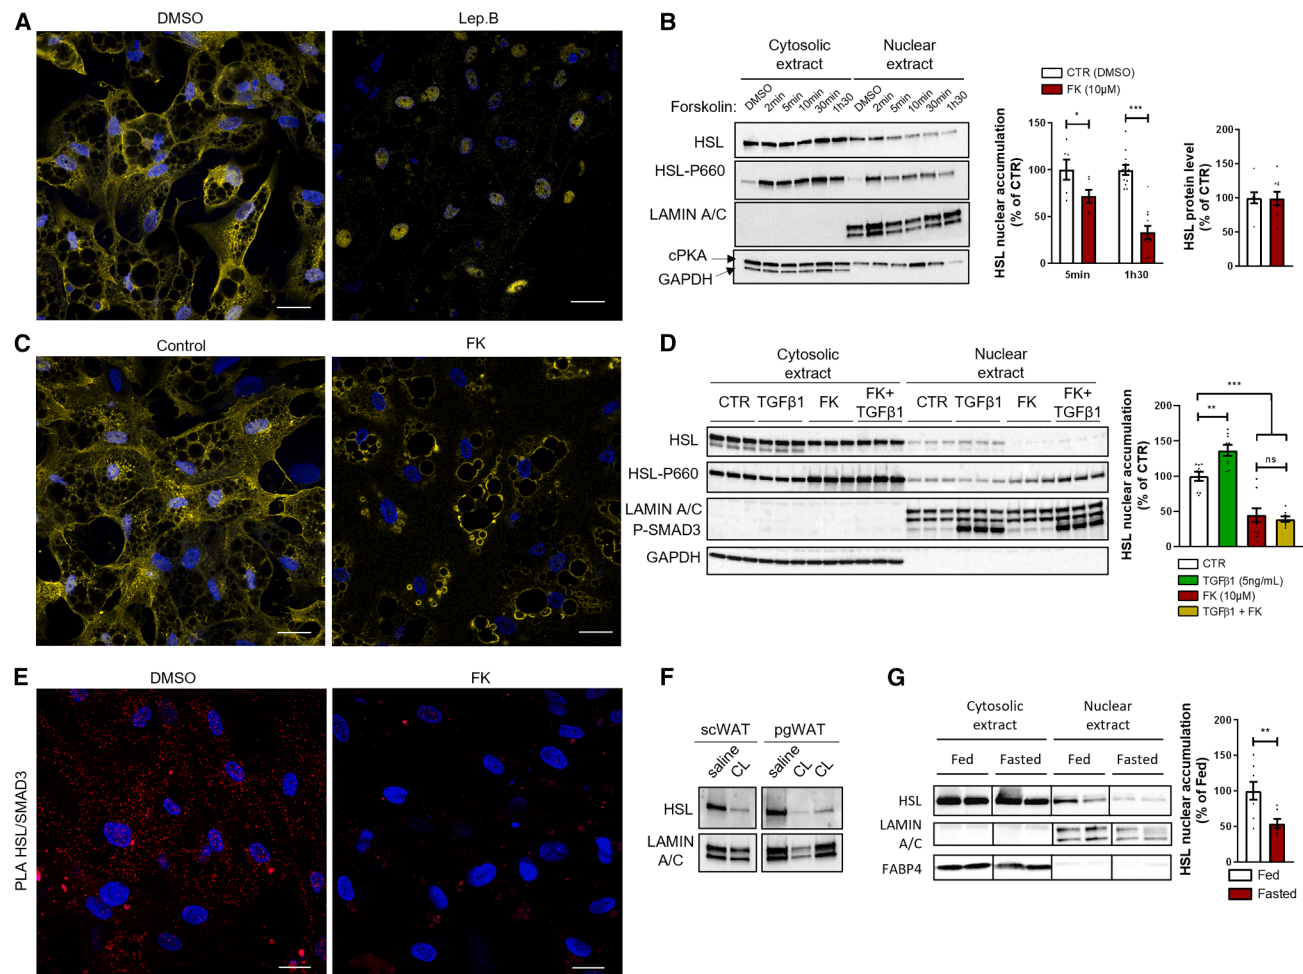 A
DMSO
Lep.B
B
Cytosolic
extract
Nuclear
extract
Forskolin:
DMSO
2min
5min
10min
30min
1h30
DMSO
2min
5min
10min
30min
1h30
HSL
HSL-P660
LAMIN A/C
cPKA
GAPDH
CTR (DMSO)
FK (10µM)
HSL nuclear accumulation
(% of CTR)
150
100
50
0
*
***
5min
1h30
HSL protein level
(% of CTR)
200
150
100
50
0
C
Control
FK
D
Cytosolic
extract
Nuclear
extract
CTR TGFβ1 FK FK+
TGFβ1
CTR TGFβ1 FK FK+
TGFβ1
HSL
HSL-P660
LAMIN A/C
P-SMAD3
GAPDH
HSL nuclear accumulation
(% of CTR)
200
150
100
50
0
***
**
ns
CTR
TGFβ1 (5ng/mL)
FK (10µM)
TGFβ1 + FK
E
DMSO
FK
PLA HSL/SMAD3
F
scWAT
pgWAT
saline
CL
saline
CL
CL
HSL
LAMIN
A/C
G
Cytosolic
extract
Nuclear
extract
Fed
Fasted
Fed
Fasted
HSL
LAMIN
A/C
FABP4
HSL nuclear accumulation
(% of Fed)
200
150
100
50
0
**
Fed
Fasted